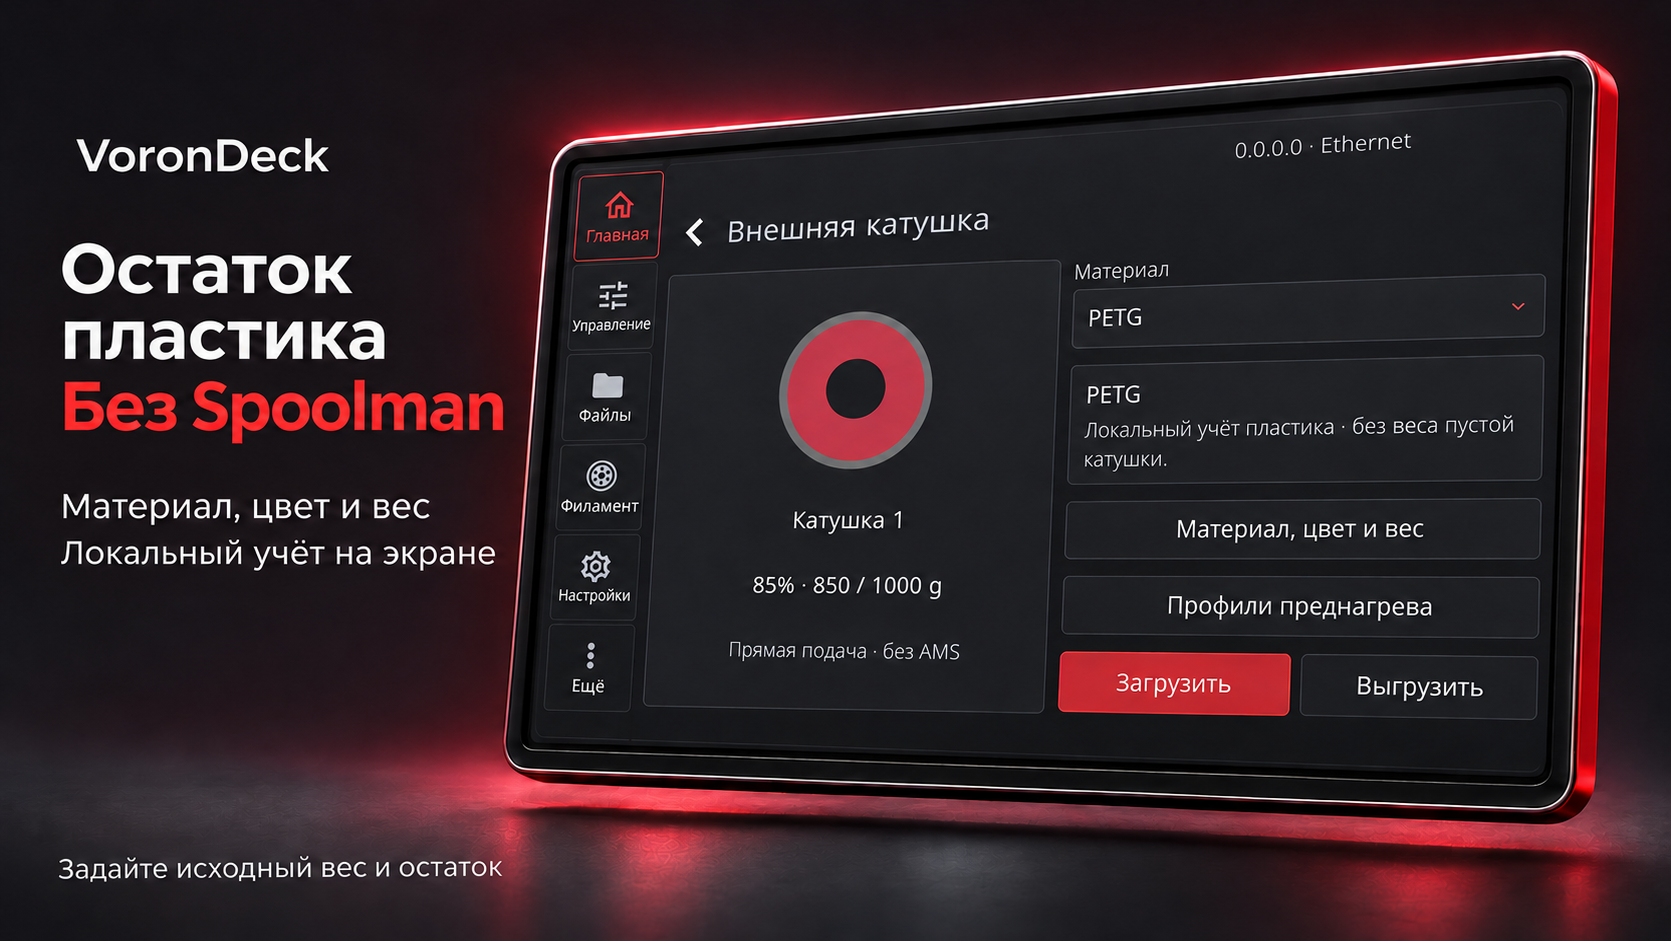 VoronDeck
Остаток
пластика
Без Spoolman
Материал, цвет и вес
Локальный учёт на экране
Задайте исходный вес и остаток
0.0.0.0 · Ethernet
Главная
Управление
Файлы
Филамент
Настройки
Ещё
Внешняя катушка
Катушка 1
85% · 850 / 1000 g
Прямая подача · без AMS
Материал
PETG
PETG
Локальный учёт пластика · без веса пустой
катушки.
Материал, цвет и вес
Профили преднагрева
Загрузить
Выгрузить